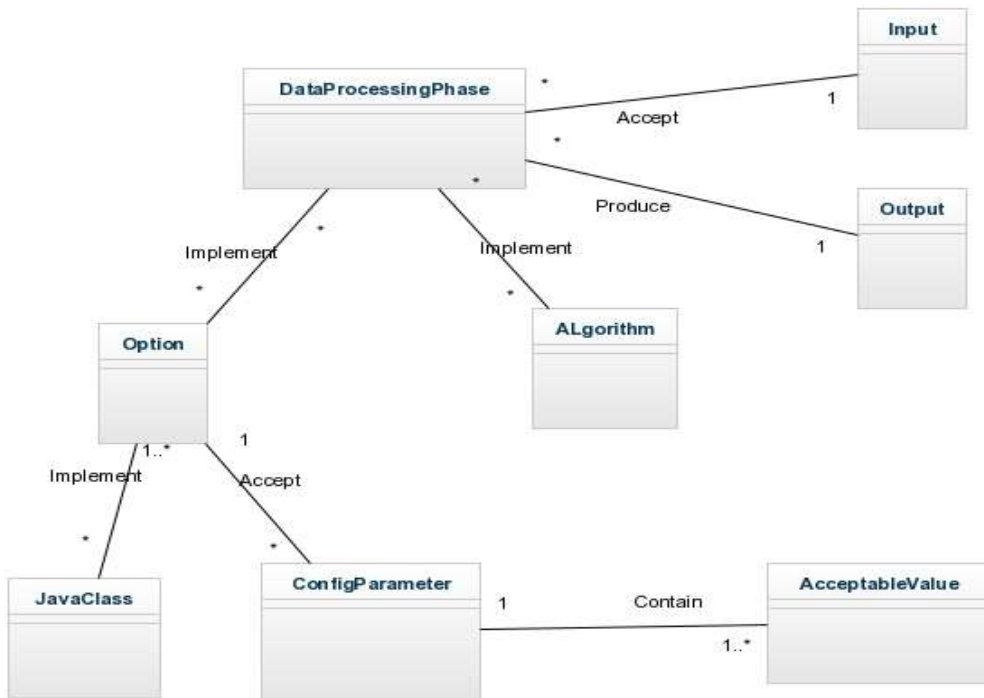 Input
DataProcessingPhase
*
1
Accept
*
*
Produce
Output
*
1
Implement
Implement
*
*
Option
ALgorithm
1..*
1
Implement
Accept
*
*
JavaClass
ConfigParameter
AcceptableValue
1
Contain
1..*